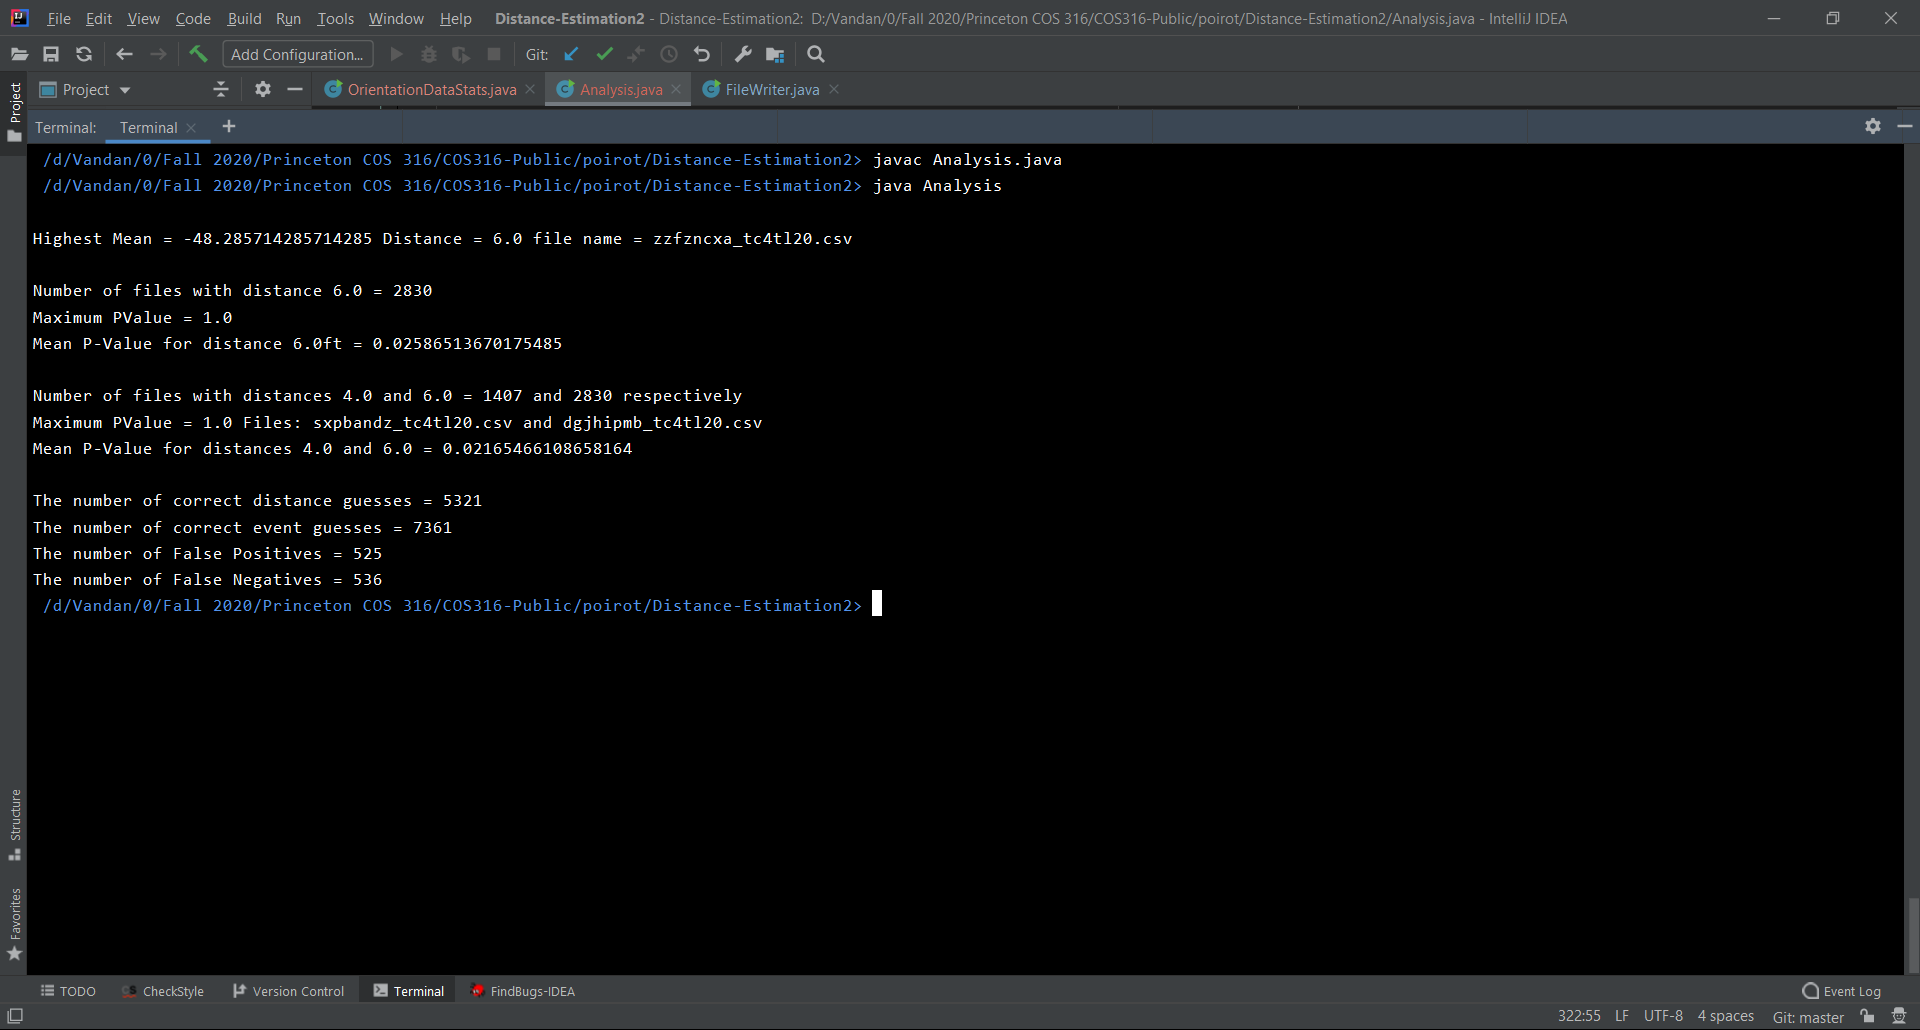 File Edit View Code Build Run Tools Window Help Distance-Estimation2 - Distance-Estimation2: D:/Vandan/0/Fall 2020/Princeton COS 316/COS316-Public/poirot/Distance-Estimation2/Analysis.java - IntelliJ IDEA
Add Configuration... Git:
Project OrientationDataStats.java Analysis.java FileWriter.java
Project
Terminal: Terminal +
/d/Vandan/0/Fall 2020/Princeton COS 316/COS316-Public/poirot/Distance-Estimation2> javac Analysis.java
/d/Vandan/0/Fall 2020/Princeton COS 316/COS316-Public/poirot/Distance-Estimation2> java Analysis
Highest Mean = -48.285714285714285 Distance = 6.0 file name = zzfzncxa_tc4tl20.csv
Number of files with distance 6.0 = 2830
Maximum PValue = 1.0
Mean P-Value for distance 6.0ft = 0.02586513670175485
Number of files with distances 4.0 and 6.0 = 1407 and 2830 respectively
Maximum PValue = 1.0 Files: sxpbandz_tc4tl20.csv and dgjhipmb_tc4tl20.csv
Mean P-Value for distances 4.0 and 6.0 = 0.02165466108658164
The number of correct distance guesses = 5321
The number of correct event guesses = 7361
The number of False Positives = 525
The number of False Negatives = 536
/d/Vandan/0/Fall 2020/Princeton COS 316/COS316-Public/poirot/Distance-Estimation2>
Structure
Favorites
TODO CheckStyle Version Control Terminal FindBugs-IDEA Event Log
322:55 LF UTF-8 4 spaces Git: master